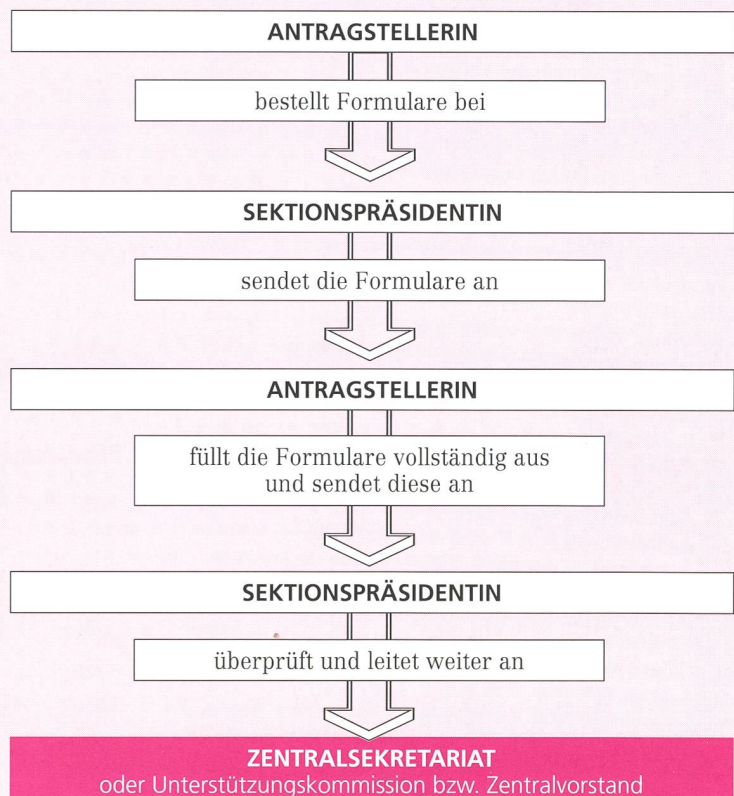 ANTRAGSTELLERIN
bestellt Formulare bei
SEKTIONSPRÄSIDENTIN
sendet die Formulare an
ANTRAGSTELLERIN
füllt die Formulare vollständig aus
und sendet diese an
SEKTIONSPRÄSIDENTIN
überprüft und leitet weiter an
ZENTRALSEKRETARIAT
oder Unterstützungskommission bzw. Zentralvorstand